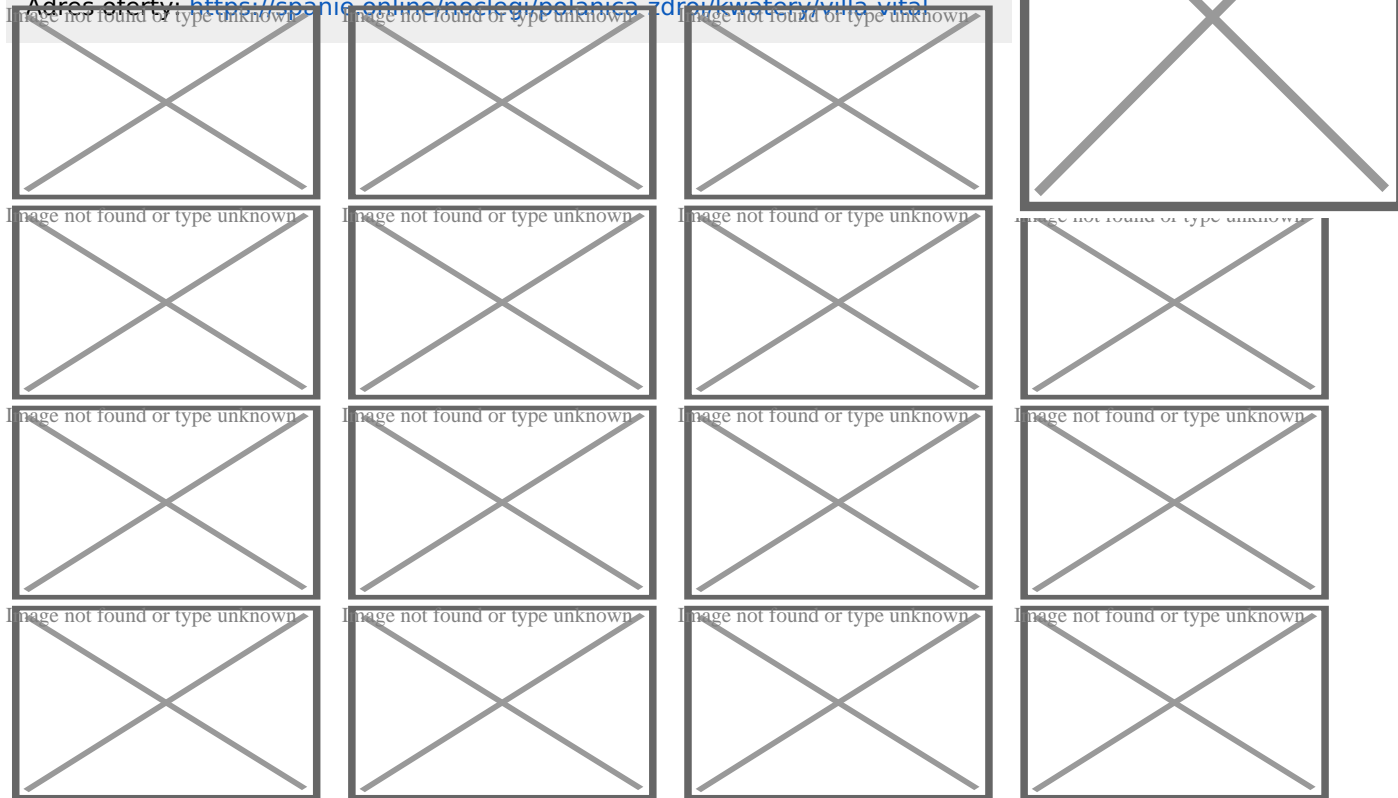 Adres oferty: https://spanie.online/noclegi/polanica-zdroj/kwatery/villa-vital
Image not found or type unknown Image not found or type unknown Image not found or type unknown
Image not found or type unknown Image not found or type unknown Image not found or type unknown Image not found or type unknown
Image not found or type unknown Image not found or type unknown Image not found or type unknown Image not found or type unknown
Image not found or type unknown Image not found or type unknown Image not found or type unknown Image not found or type unknown